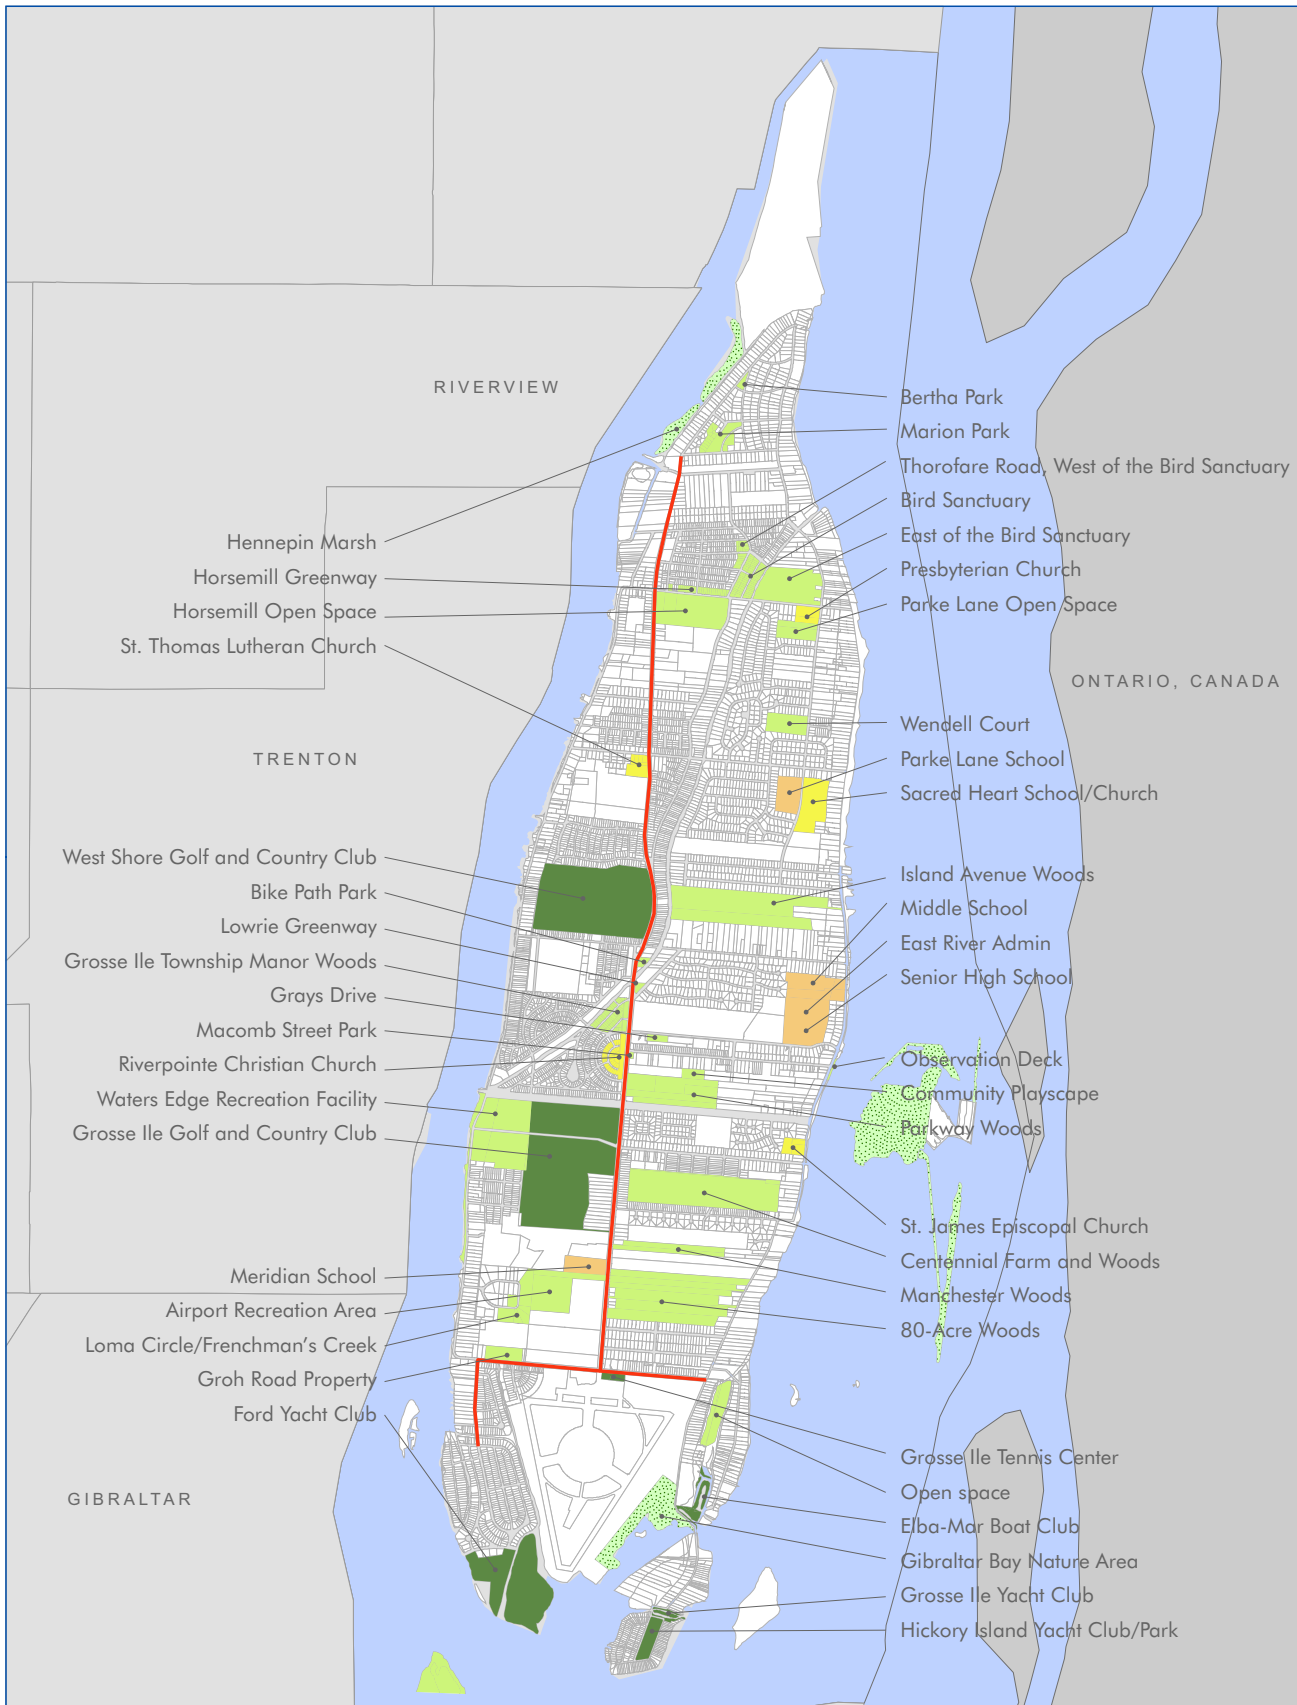 RIVERVIEW
Bertha Park
Marion Park
Thorofare Road, West of the Bird Sanctuary
Bird Sanctuary
East of the Bird Sanctuary
Presbyterian Church
Parke Lane Open Space
Hennepin Marsh
Horsemill Greenway
Horsemill Open Space
St. Thomas Lutheran Church
ONTARIO, CANADA
TRENTON
Wendell Court
Parke Lane School
Sacred Heart School/Church
West Shore Golf and Country Club
Bike Path Park
Lowrie Greenway
Grosse Ile Township Manor Woods
Grays Drive
Macomb Street Park
Riverpointe Christian Church
Waters Edge Recreation Facility
Grosse Ile Golf and Country Club
Island Avenue Woods
Middle School
East River Admin
Senior High School
Observation Deck
Community Playscape
Parkway Woods
St. James Episcopal Church
Centennial Farm and Woods
Manchester Woods
80-Acre Woods
Meridian School
Airport Recreation Area
Loma Circle/Frenchman's Creek
Groh Road Property
Ford Yacht Club
GIBRALTAR
Grosse Ile Tennis Center
Open space
Elba-Mar Boat Club
Gibraltar Bay Nature Area
Grosse Ile Yacht Club
Hickory Island Yacht Club/Park